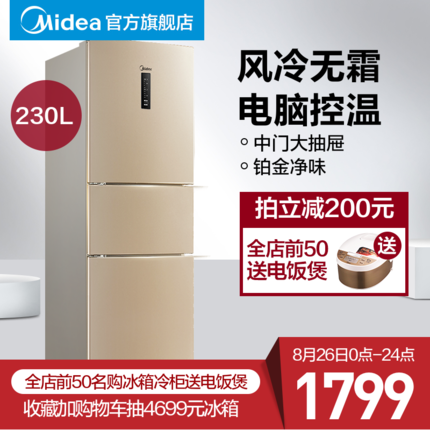 Midea 官方旗舰店
230L
Midea
风冷无霜
电脑控温
中门大抽屉
铂金净味
拍立减200元
全店前50
送电饭煲
送
全店前50名购冰箱冷柜送电饭煲
收藏加购物车抽4699元冰箱
8月26日0点-24点
1799